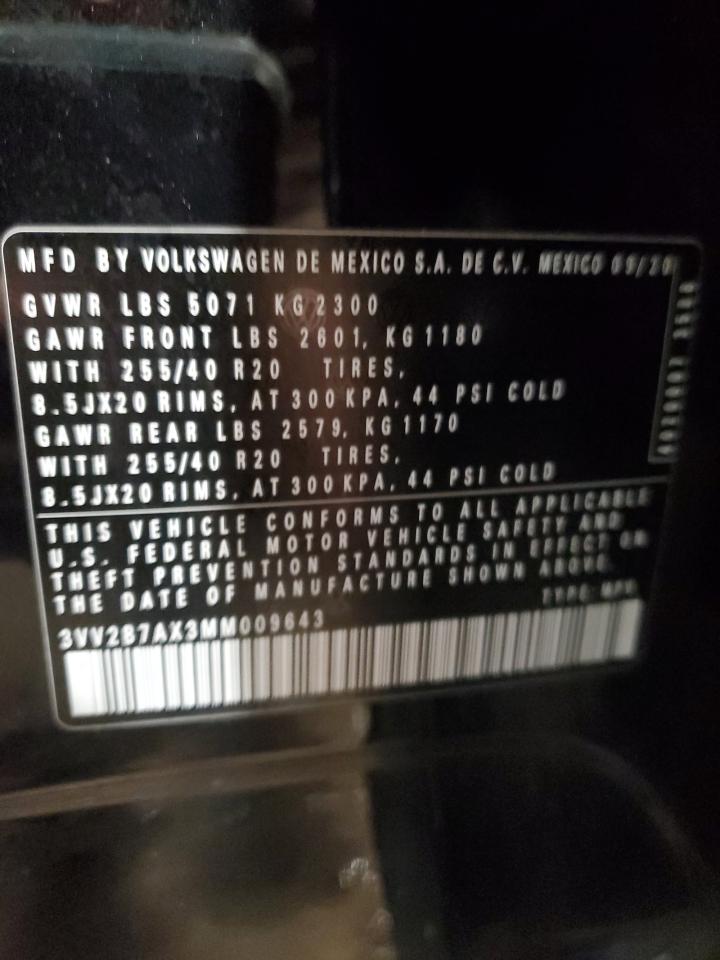 MFD BY VOLKSWAGEN DE MEXICO S.A. DE C.V. MEXICO 09/20
GVWR LBS 5071 KG 2300
GAWR FRONT LBS 2601, KG 1180
WITH 255/40 R20 TIRES,
8.5JX20 RIMS, AT 300 KPA, 44 PSI COLD
GAWR REAR LBS 2579, KG 1170
WITH 255/40 R20 TIRES,
8.5JX20 RIMS, AT 300 KPA, 44 PSI COLD
THIS VEHICLE CONFORMS TO ALL APPLICABLE
U.S. FEDERAL MOTOR VEHICLE SAFETY AND
THEFT PREVENTION STANDARDS IN EFFECT ON
THE DATE OF MANUFACTURE SHOWN ABOVE.
TYPE: MPV
3VV2B7AX3MM009643